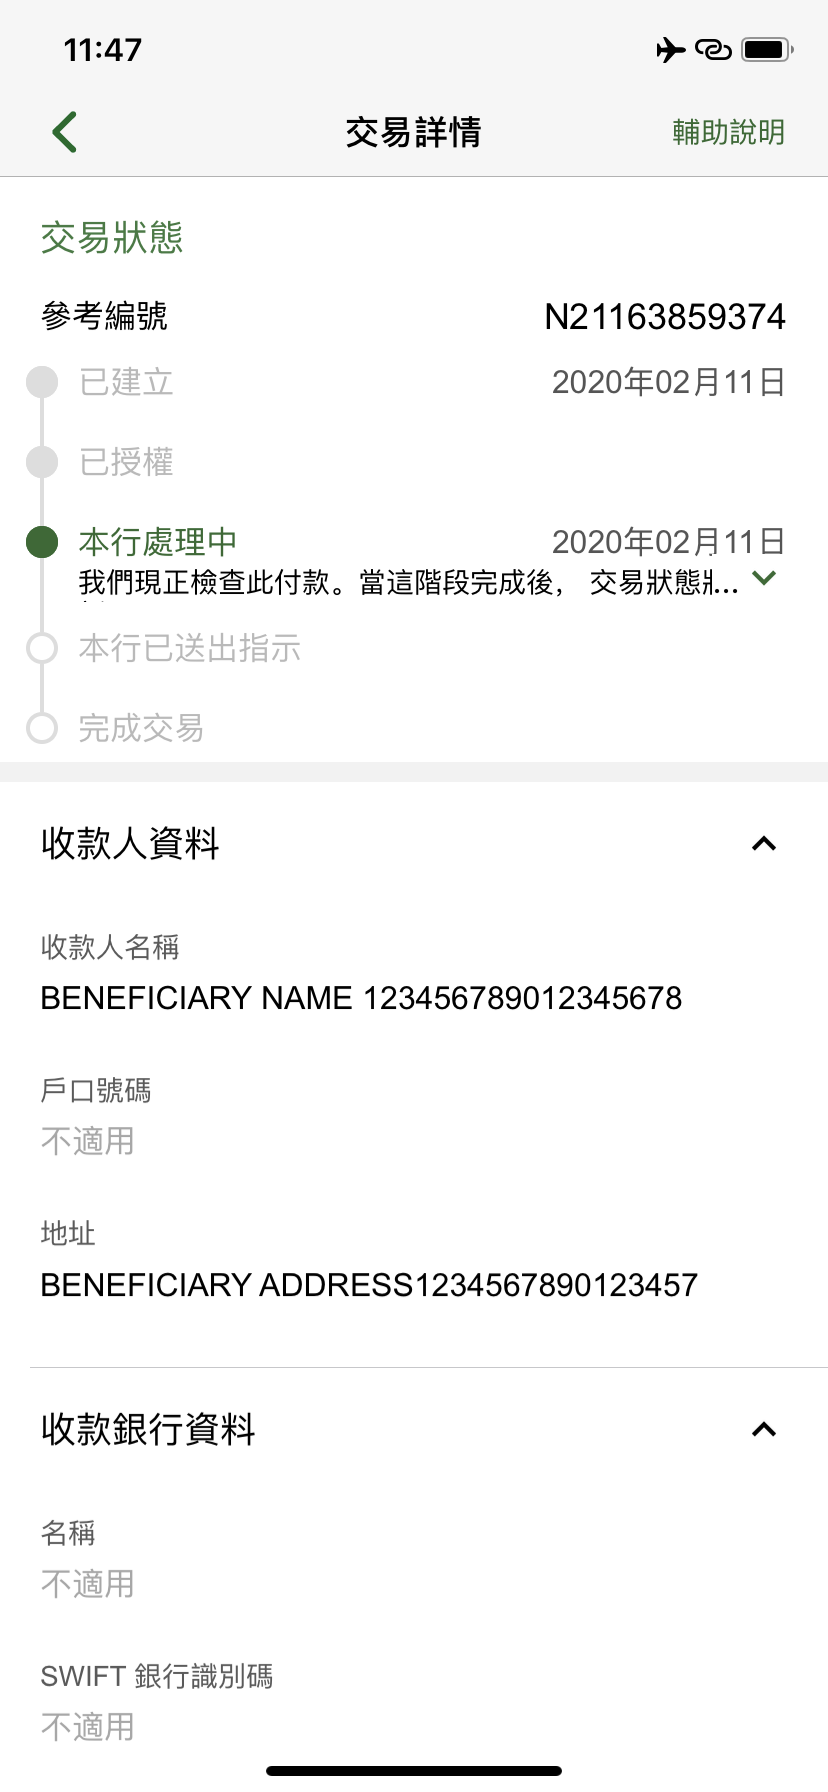 11:47
交易詳情
輔助說明
交易狀態
參考編號 N21163859374
已建立 2020年02月11日
已授權
本行處理中 2020年02月11日
我們現正檢查此付款。當這階段完成後， 交易狀態...
本行已送出指示
完成交易
收款人資料
收款人名稱
BENEFICIARY NAME 123456789012345678
戶口號碼
不適用
地址
BENEFICIARY ADDRESS1234567890123457
收款銀行資料
名稱
不適用
SWIFT 銀行識別碼
不適用